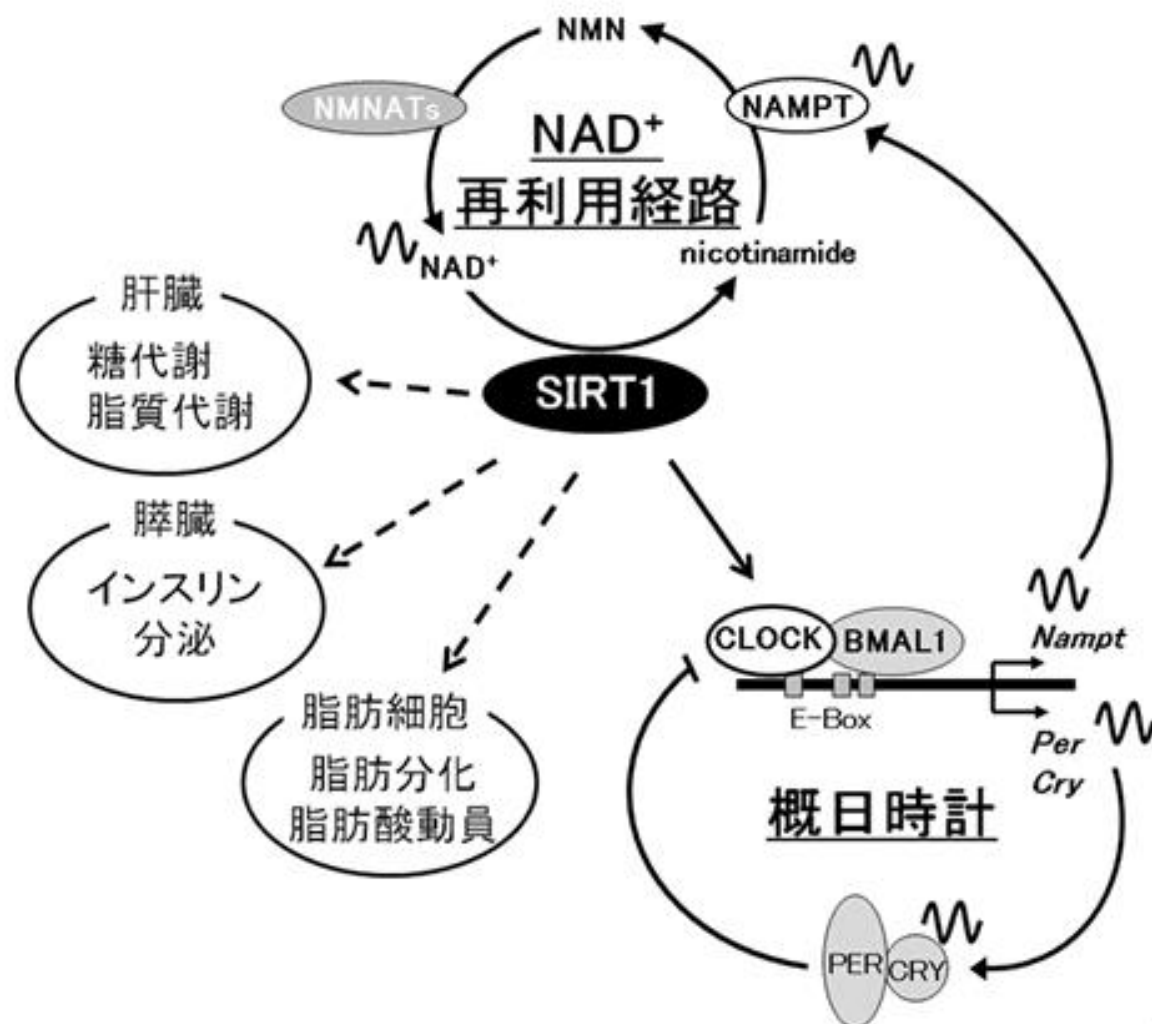 NMN
NMNATs
NAMPT
NAD⁺
再利用経路
NAD⁺
nicotinamide
SIRT1
肝臓
糖代謝
脂質代謝
膵臓
インスリン
分泌
脂肪細胞
脂肪分化
脂肪酸動員
CLOCK
BMAL1
E-Box
Nampt
Per
Cry
概日時計
PER
CRY